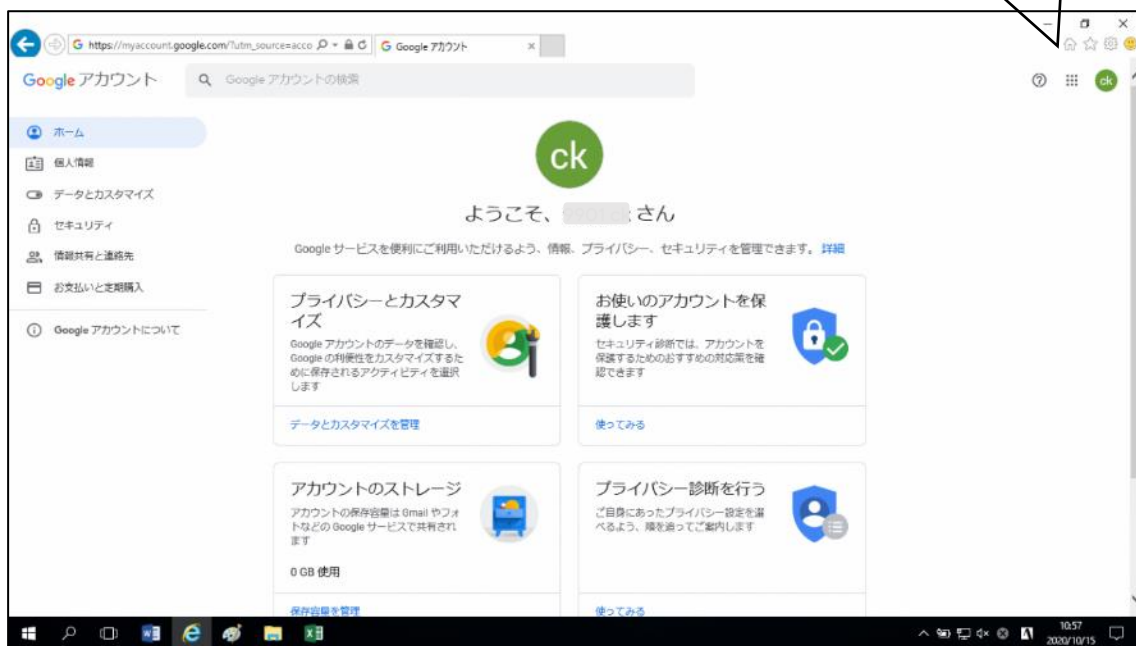 https://myaccount.google.com/?utm_source=acco
Google アカウント
Google アカウント
Google アカウントの検索
ck
ホーム
個人情報
データとカスタマイズ
セキュリティ
情報共有と連絡先
お支払いと定期購入
Google アカウントについて
ck
ようこそ、
さん
Google サービスを便利にご利用いただけるよう、情報、プライバシー、セキュリティを管理できます。 詳細
プライバシーとカスタマ
イズ
Google アカウントのデータを確認し、
Google の利便性をカスタマイズするた
めに保存されるアクティビティを選択
します
データとカスタマイズを管理
お使いのアカウントを保
護します
セキュリティ診断では、アカウントを
保護するためのおすすめの対応策を確
認できます
使ってみる
アカウントのストレージ
アカウントの保存容量は Gmail やフォ
トなどの Google サービスで共有され
ます
0 GB 使用
保存容量を管理
プライバシー診断を行う
ご自身にあったプライバシー設定を選
べるよう、順を追ってご案内します
使ってみる
10:57
2020/10/15